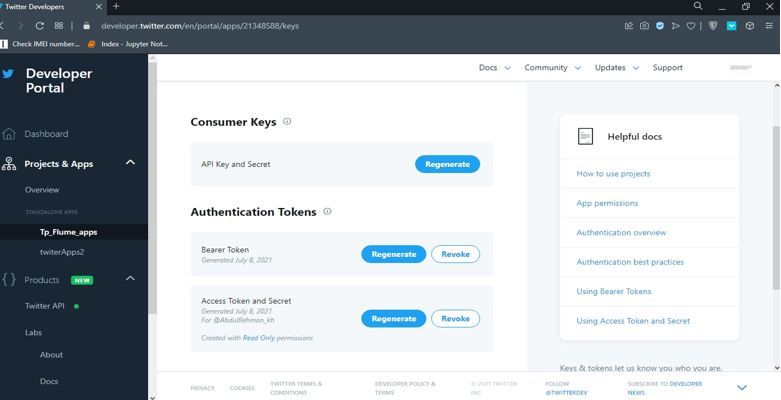 Twitter Developers
developer.twitter.com/en/portal/apps/21348588/keys
Check IMEI number...
Index - Jupyter Not...
Developer
Portal
Docs
Community
Updates
Support
Dashboard
Projects & Apps
Overview
STANDALONE APPS
Tp_Flume_apps
twiterApps2
Products NEW
Twitter API
Labs
About
Docs
Consumer Keys
API Key and Secret
Regenerate
Authentication Tokens
Bearer Token
Generated July 8, 2021
Regenerate
Revoke
Access Token and Secret
Generated July 8, 2021
For @AbdulRehman_kh
Created with Read Only permissions
Regenerate
Revoke
Helpful docs
How to use projects
App permissions
Authentication overview
Authentication best practices
Using Bearer Tokens
Using Access Token and Secret
Keys & tokens let us know you who you are.
PRIVACY
COOKIES
TWITTER TERMS &
CONDITIONS
DEVELOPER POLICY &
TERMS
© 2021 TWITTER
INC.
FOLLOW
@TWITTERDEV
SUBSCRIBE TO DEVELOPER
NEWS